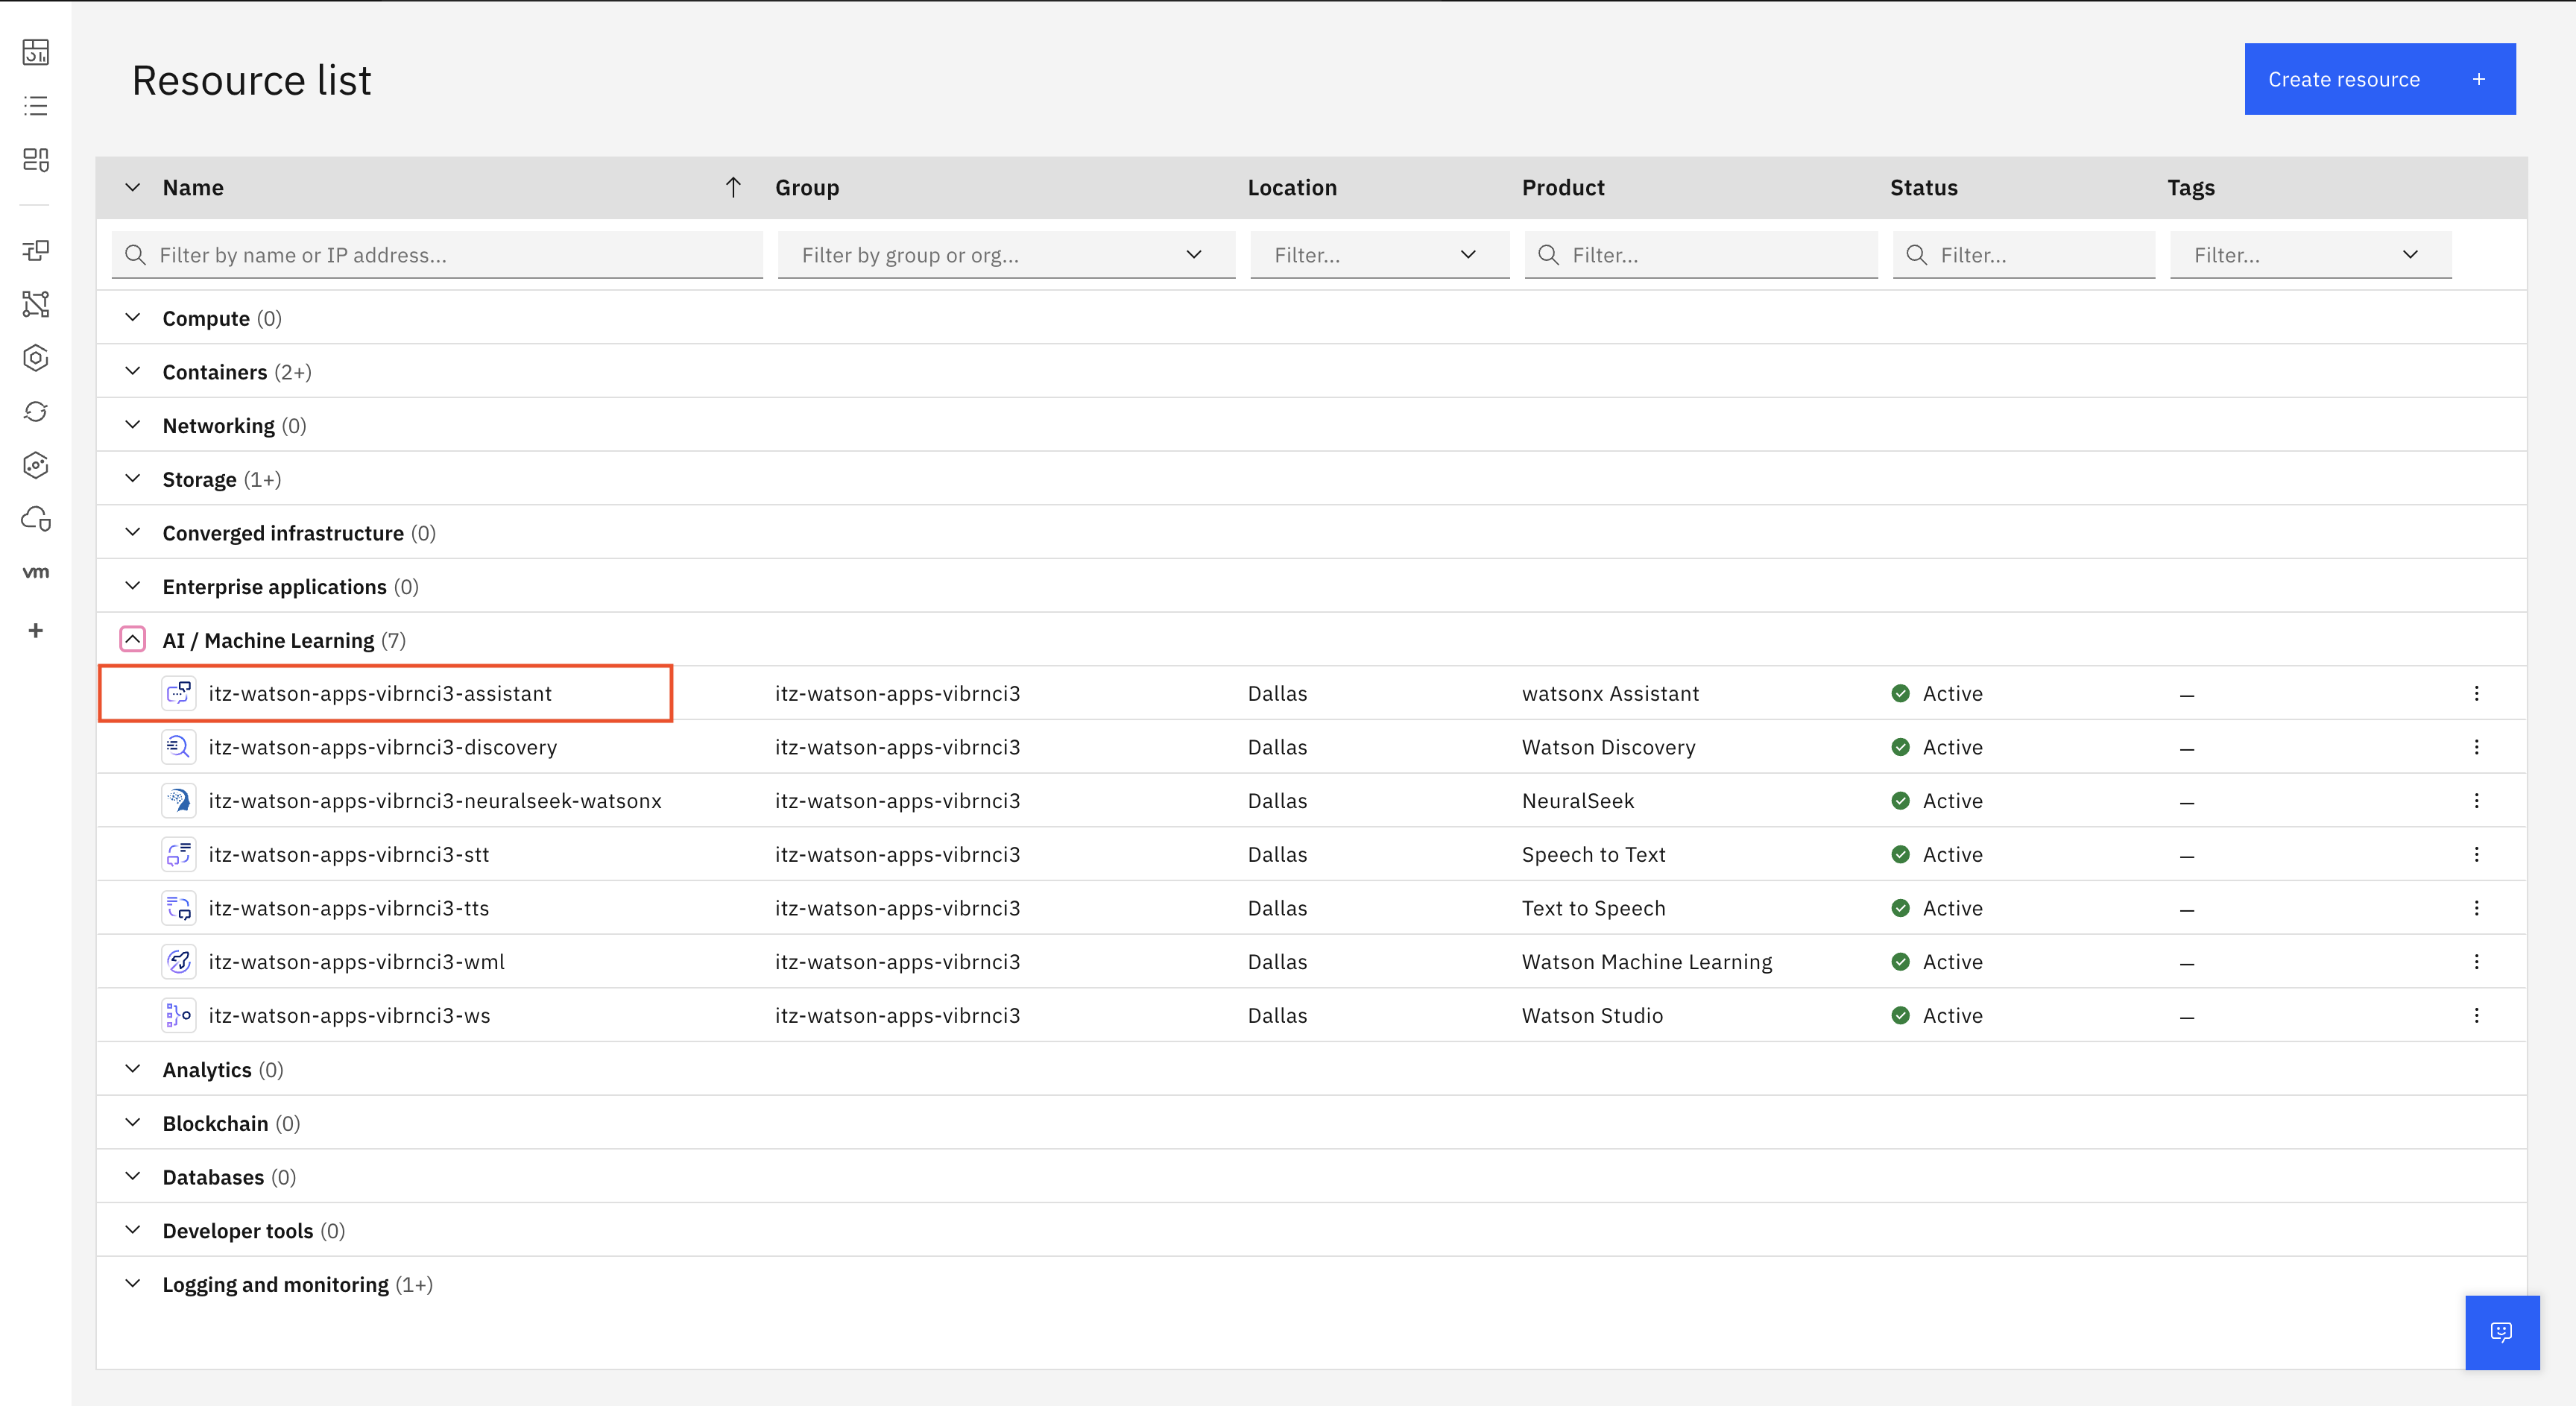 Resource list
Create resource +
Name Group Location Product Status Tags
Filter by name or IP address... Filter by group or org... Filter... Filter... Filter... Filter...
Compute (0)
Containers (2+)
Networking (0)
Storage (1+)
Converged infrastructure (0)
Enterprise applications (0)
vm
AI / Machine Learning (7)
itz-watson-apps-vibrnci3-assistant itz-watson-apps-vibrnci3 Dallas watsonx Assistant Active –
itz-watson-apps-vibrnci3-discovery itz-watson-apps-vibrnci3 Dallas Watson Discovery Active –
itz-watson-apps-vibrnci3-neuralseek-watsonx itz-watson-apps-vibrnci3 Dallas NeuralSeek Active –
itz-watson-apps-vibrnci3-stt itz-watson-apps-vibrnci3 Dallas Speech to Text Active –
itz-watson-apps-vibrnci3-tts itz-watson-apps-vibrnci3 Dallas Text to Speech Active –
itz-watson-apps-vibrnci3-wml itz-watson-apps-vibrnci3 Dallas Watson Machine Learning Active –
itz-watson-apps-vibrnci3-ws itz-watson-apps-vibrnci3 Dallas Watson Studio Active –
Analytics (0)
Blockchain (0)
Databases (0)
Developer tools (0)
Logging and monitoring (1+)